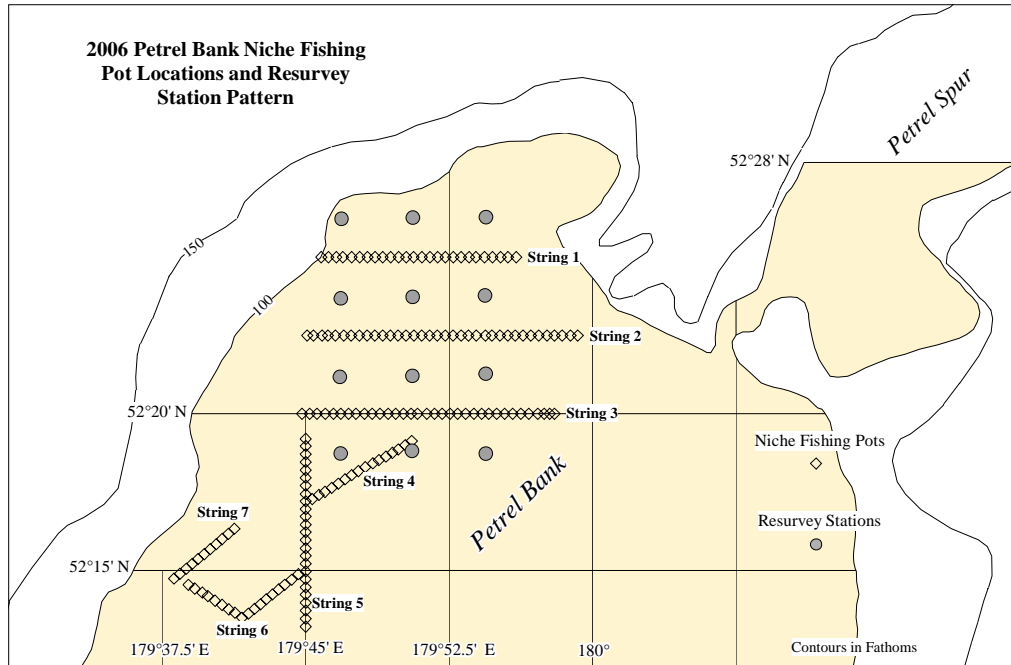 2006 Petrel Bank Niche Fishing
Pot Locations and Resurvey
Station Pattern
Petrel Spur
52°28' N
150
100
String 1
String 2
52°20' N
String 3
Niche Fishing Pots
String 4
Petrel Bank
String 7
Resurvey Stations
52°15' N
String 5
String 6
179°37.5' E
179°45' E
179°52.5' E
180°
Contours in Fathoms